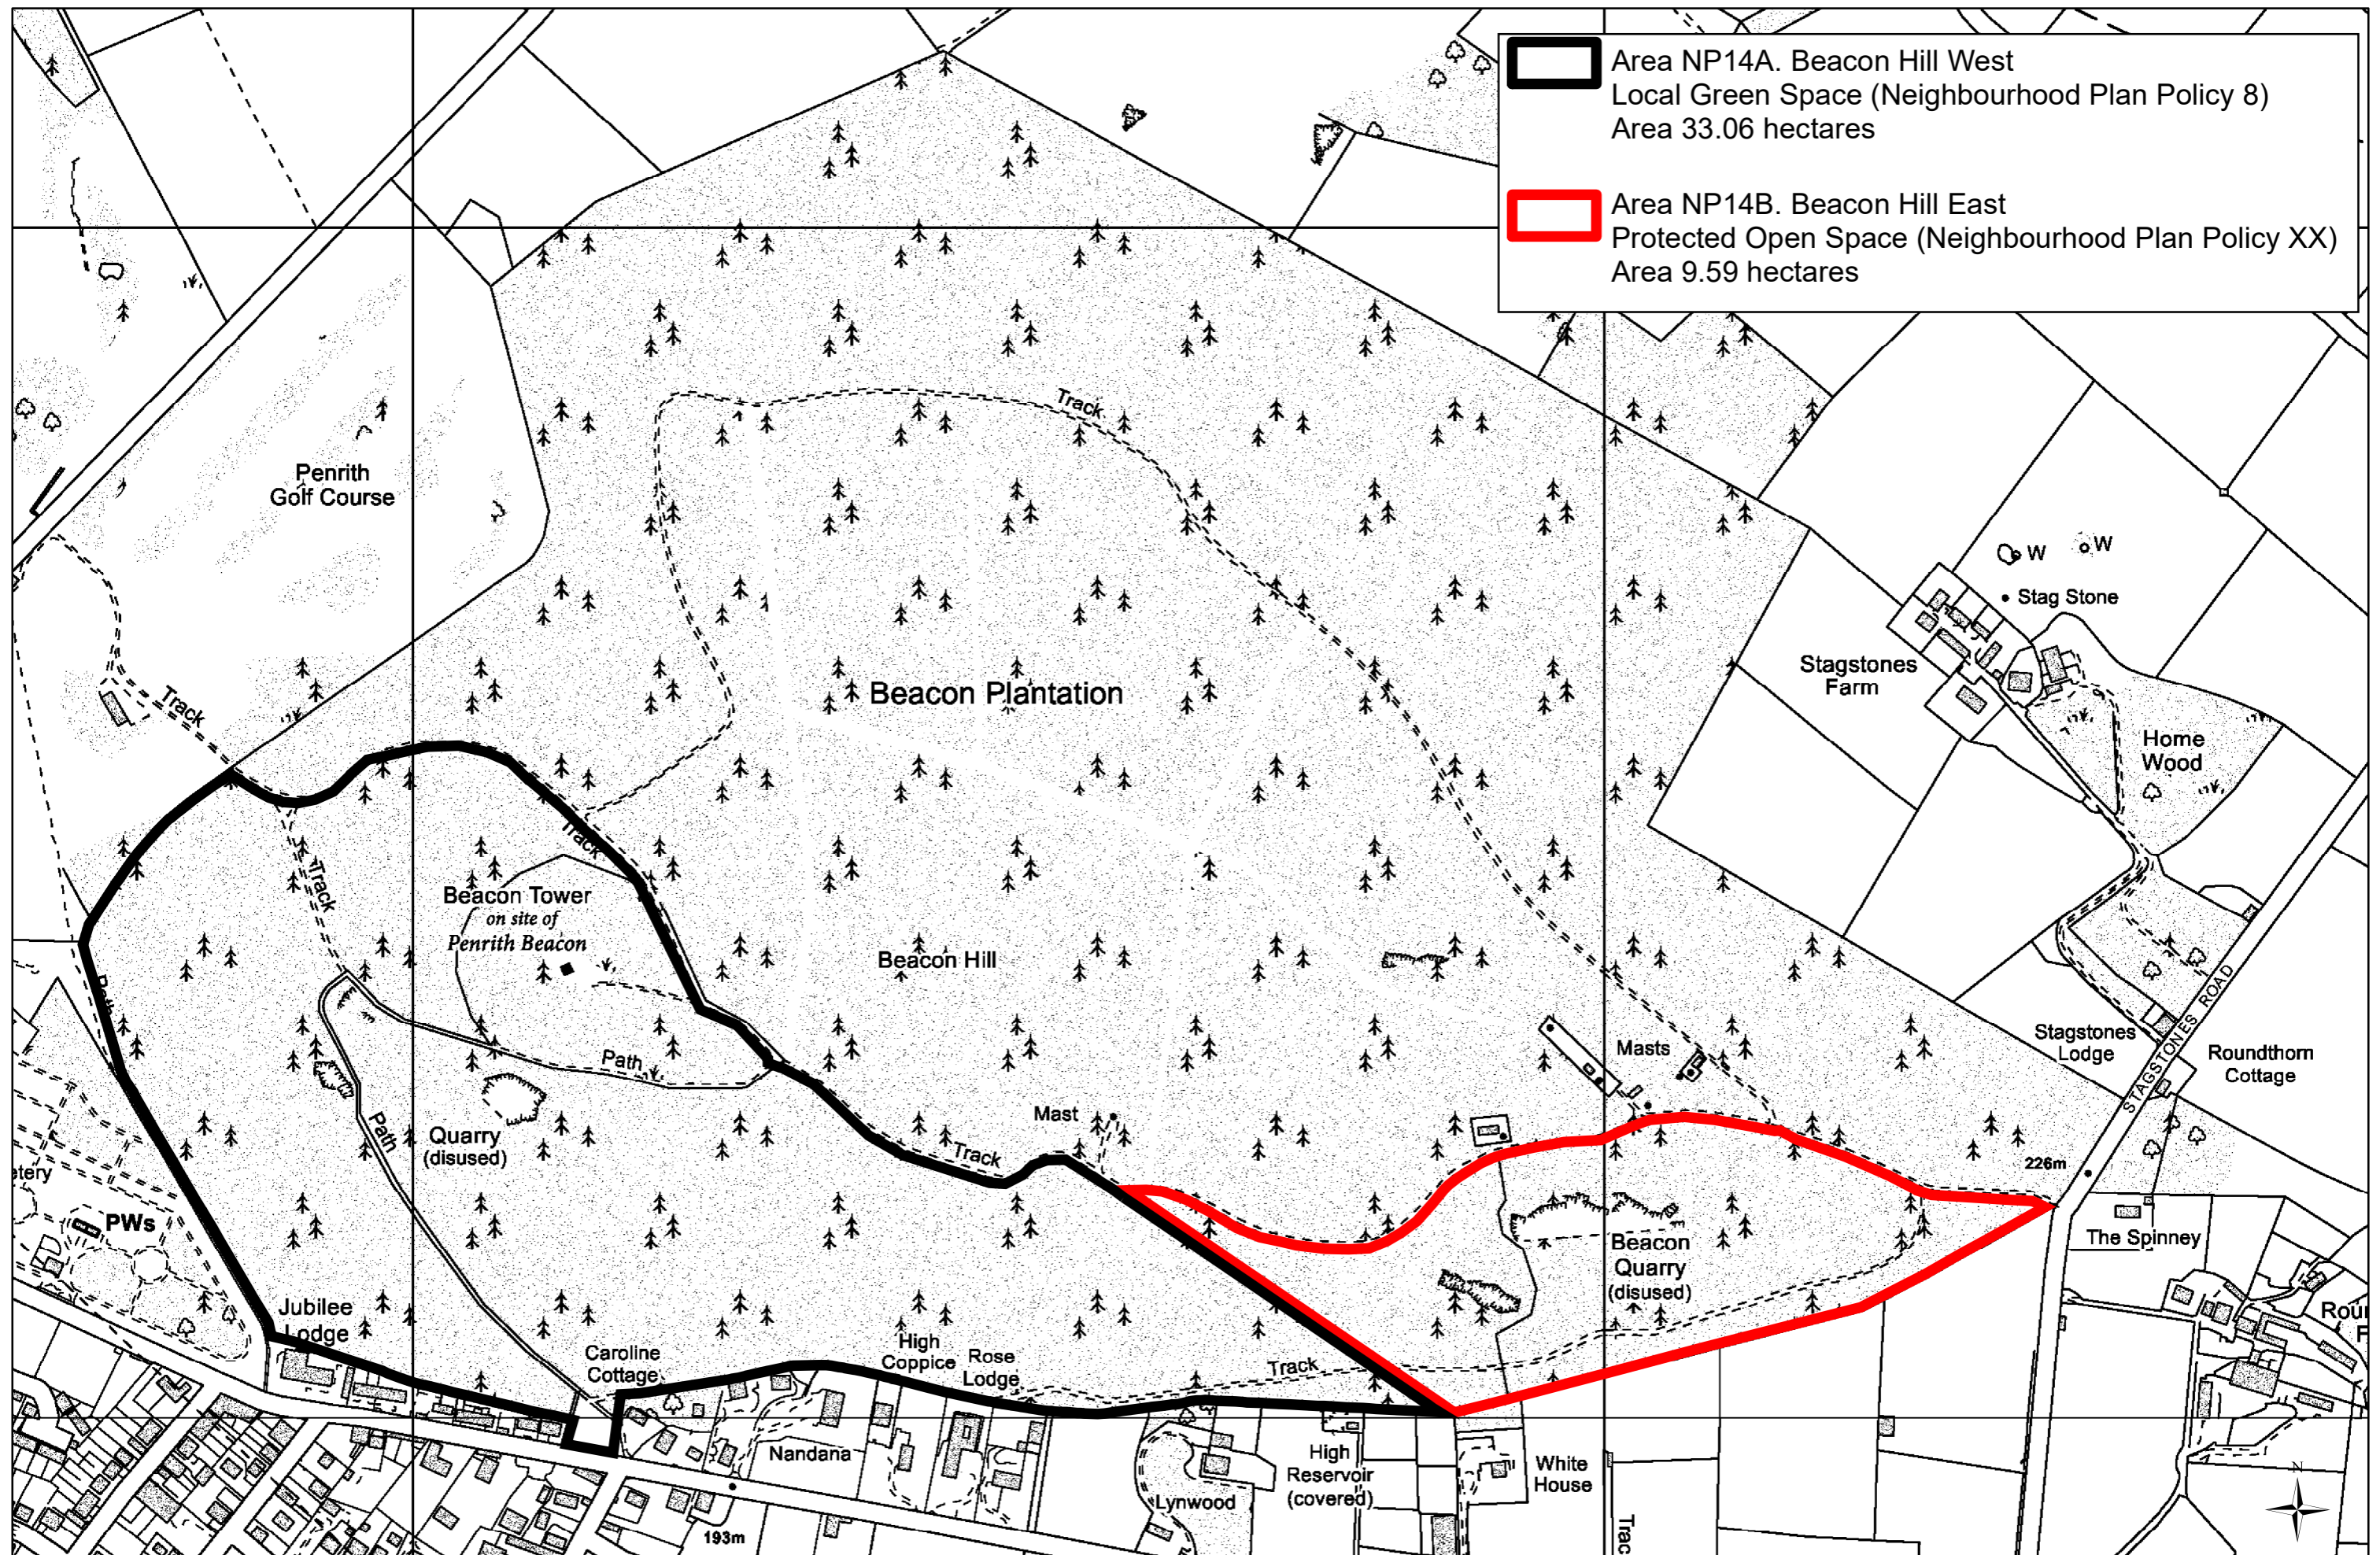 Area NP14A. Beacon Hill West
Local Green Space (Neighbourhood Plan Policy 8)
Area 33.06 hectares
Area NP14B. Beacon Hill East
Protected Open Space (Neighbourhood Plan Policy XX)
Area 9.59 hectares
Track
Penrith
Golf Course
W
W
Stag Stone
Stagstones
Farm
Beacon Plantation
Track
Home
Wood
Track
Track
Beacon Tower
on site of
Penrith Beacon
Beacon Hill
Path
STAGSTONES ROAD
Masts
Stagstones
Lodge
Roundthorn
Cottage
Path
Mast
Path
Quarry
(disused)
Track
226m
etery
PWs
The Spinney
Beacon
Quarry
(disused)
Jubilee
Lodge
Rou
F
Caroline
Cottage
High
Coppice
Rose
Lodge
Track
Nandana
High
Reservoir
(covered)
White
House
Lynwood
193m
Trac
N